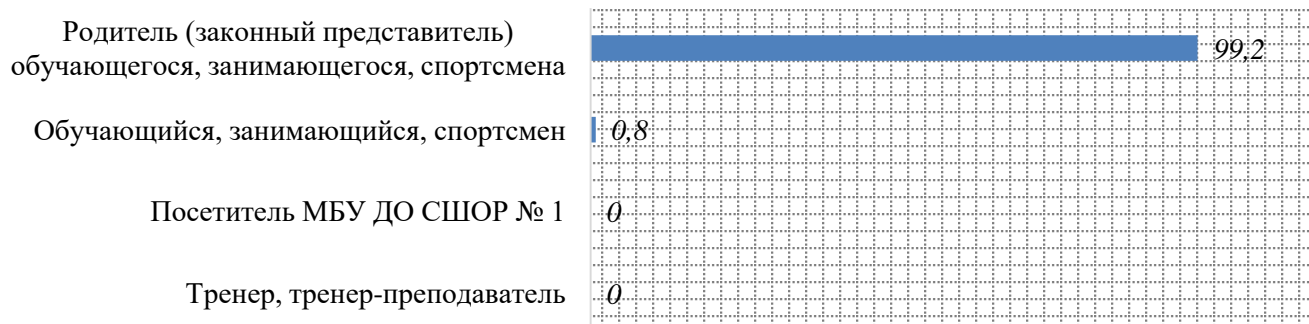 Родитель (законный представитель)
обучающегося, занимающегося, спортсмена
99,2
Обучающийся, занимающийся, спортсмен
0,8
Посетитель МБУ ДО СШОР № 1
0
Тренер, тренер-преподаватель
0